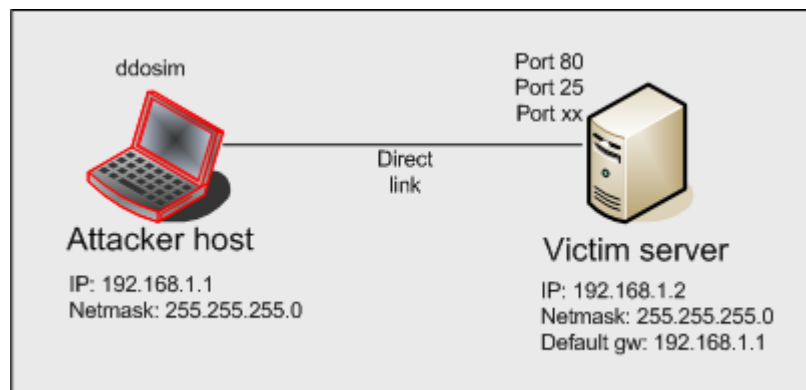 ddosim
Port 80
Port 25
Port xx
Direct
link
Attacker host
IP: 192.168.1.1
Netmask: 255.255.255.0
Victim server
IP: 192.168.1.2
Netmask: 255.255.255.0
Default gw: 192.168.1.1